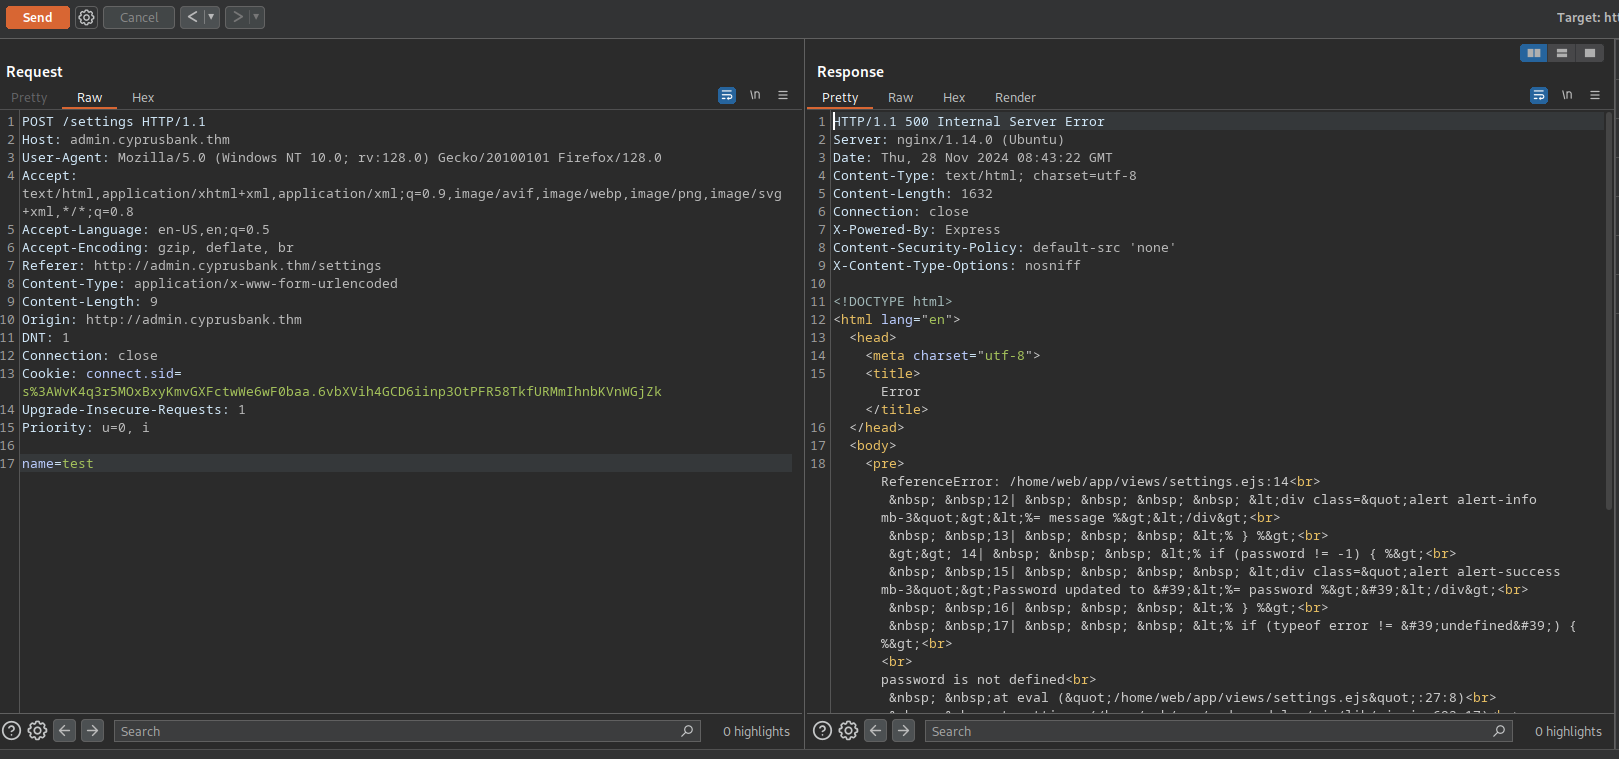 Send Cancel < ▼ > ▼ Target: htt
Request
Pretty Raw Hex \n
1 POST /settings HTTP/1.1
2 Host: admin.cyprusbank.thm
3 User-Agent: Mozilla/5.0 (Windows NT 10.0; rv:128.0) Gecko/20100101 Firefox/128.0
4 Accept:
text/html,application/xhtml+xml,application/xml;q=0.9,image/avif,image/webp,image/png,image/svg
+xml,*/*;q=0.8
5 Accept-Language: en-US,en;q=0.5
6 Accept-Encoding: gzip, deflate, br
7 Referer: http://admin.cyprusbank.thm/settings
8 Content-Type: application/x-www-form-urlencoded
9 Content-Length: 9
10 Origin: http://admin.cyprusbank.thm
11 DNT: 1
12 Connection: close
13 Cookie: connect.sid=
s%3AWvK4q3r5MOxBxyKmvGXFctwWe6wF0baa.6vbXVih4GCD6iinp3OtPFR58TkfURMmIhnbKVnWGjZk
14 Upgrade-Insecure-Requests: 1
15 Priority: u=0, i
16
17 name=test
Search 0 highlights
Response
Pretty Raw Hex Render \n
1 HTTP/1.1 500 Internal Server Error
2 Server: nginx/1.14.0 (Ubuntu)
3 Date: Thu, 28 Nov 2024 08:43:22 GMT
4 Content-Type: text/html; charset=utf-8
5 Content-Length: 1632
6 Connection: close
7 X-Powered-By: Express
8 Content-Security-Policy: default-src 'none'
9 X-Content-Type-Options: nosniff
10
11 <!DOCTYPE html>
12 <html lang="en">
13 <head>
14 <meta charset="utf-8">
15 <title>
Error
</title>
16 </head>
17 <body>
18 <pre>
ReferenceError: /home/web/app/views/settings.ejs:14<br>
&nbsp; &nbsp;12| &nbsp; &nbsp; &nbsp; &nbsp; &lt;div class=&quot;alert alert-info
mb-3&quot;&gt;&lt;%= message %&gt;&lt;/div&gt;<br>
&nbsp; &nbsp;13| &nbsp; &nbsp; &nbsp; &lt;% } %&gt;<br>
&gt;&gt; 14| &nbsp; &nbsp; &nbsp; &lt;% if (password != -1) { %&gt;<br>
&nbsp; &nbsp;15| &nbsp; &nbsp; &nbsp; &nbsp; &lt;div class=&quot;alert alert-success
mb-3&quot;&gt;Password updated to &#39;&lt;%= password %&gt;&#39;&lt;/div&gt;<br>
&nbsp; &nbsp;16| &nbsp; &nbsp; &nbsp; &lt;% } %&gt;<br>
&nbsp; &nbsp;17| &nbsp; &nbsp; &nbsp; &lt;% if (typeof error != &#39;undefined&#39;) {
%&gt;<br>
<br>
password is not defined<br>
&nbsp; &nbsp;at eval (&quot;/home/web/app/views/settings.ejs&quot;:27:8)<br>
Search 0 highlights